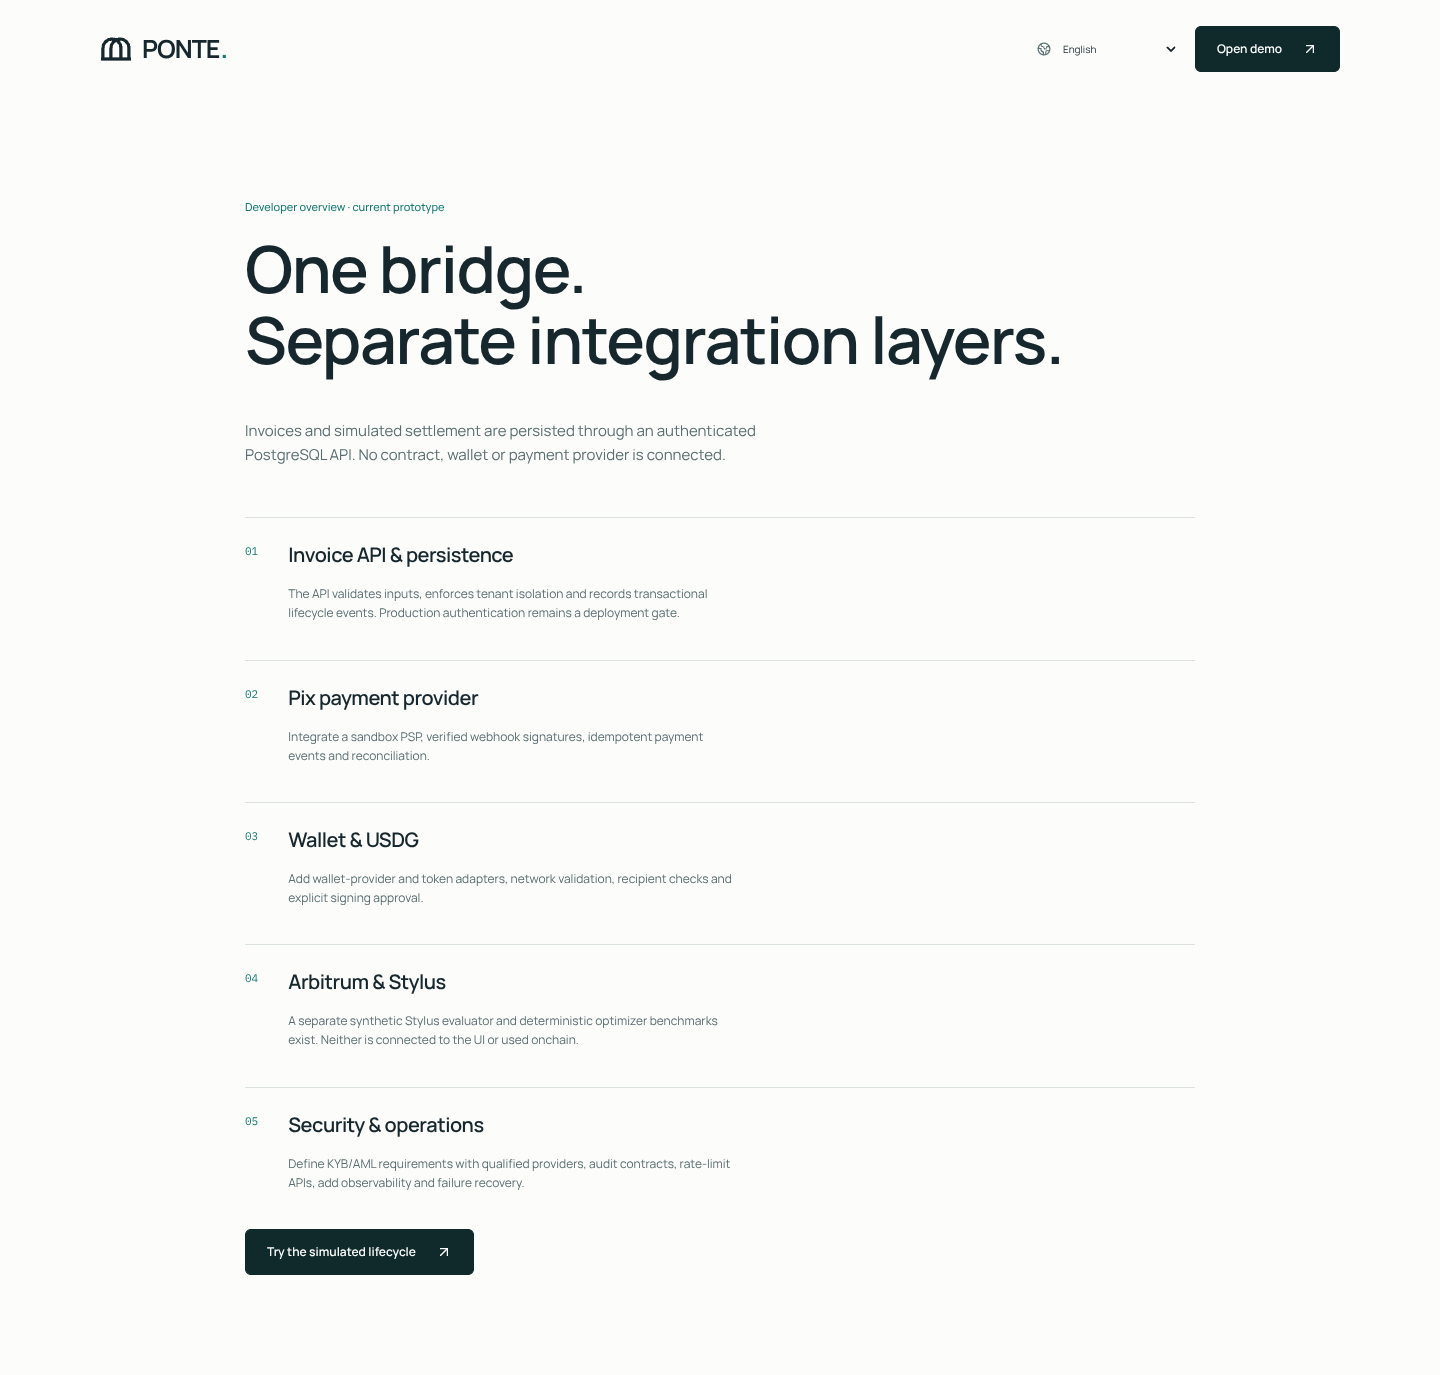 PONTE.
English
Open demo
Developer overview · current prototype
One bridge.
Separate integration layers.
Invoices and simulated settlement are persisted through an authenticated
PostgreSQL API. No contract, wallet or payment provider is connected.
01
Invoice API & persistence
The API validates inputs, enforces tenant isolation and records transactional
lifecycle events. Production authentication remains a deployment gate.
02
Pix payment provider
Integrate a sandbox PSP, verified webhook signatures, idempotent payment
events and reconciliation.
03
Wallet & USDG
Add wallet-provider and token adapters, network validation, recipient checks and
explicit signing approval.
04
Arbitrum & Stylus
A separate synthetic Stylus evaluator and deterministic optimizer benchmarks
exist. Neither is connected to the UI or used onchain.
05
Security & operations
Define KYB/AML requirements with qualified providers, audit contracts, rate-limit
APIs, add observability and failure recovery.
Try the simulated lifecycle